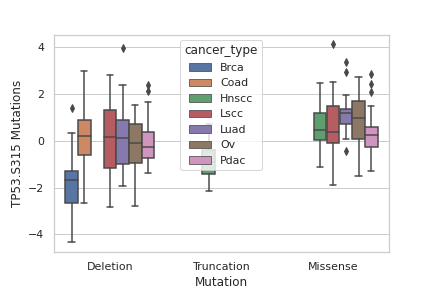 cancer_type
Brca
Coad
Hnscc
Lscc
Luad
Ov
Pdac
TP53.S315 Mutations
4
2
0
−2
−4
Deletion Truncation Missense
Mutation